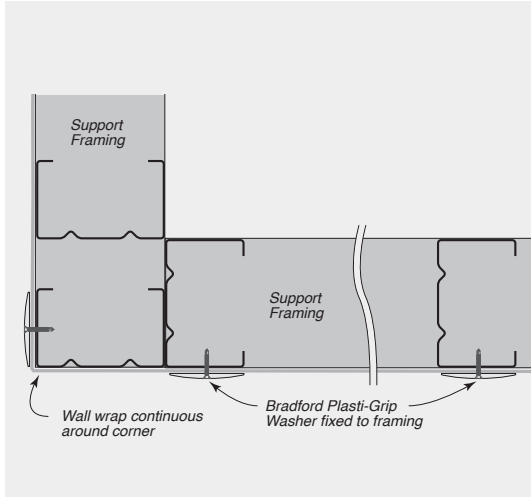 Support
Framing
Support
Framing
Wall wrap continuous
around corner
Bradford Plasti-Grip
Washer fixed to framing